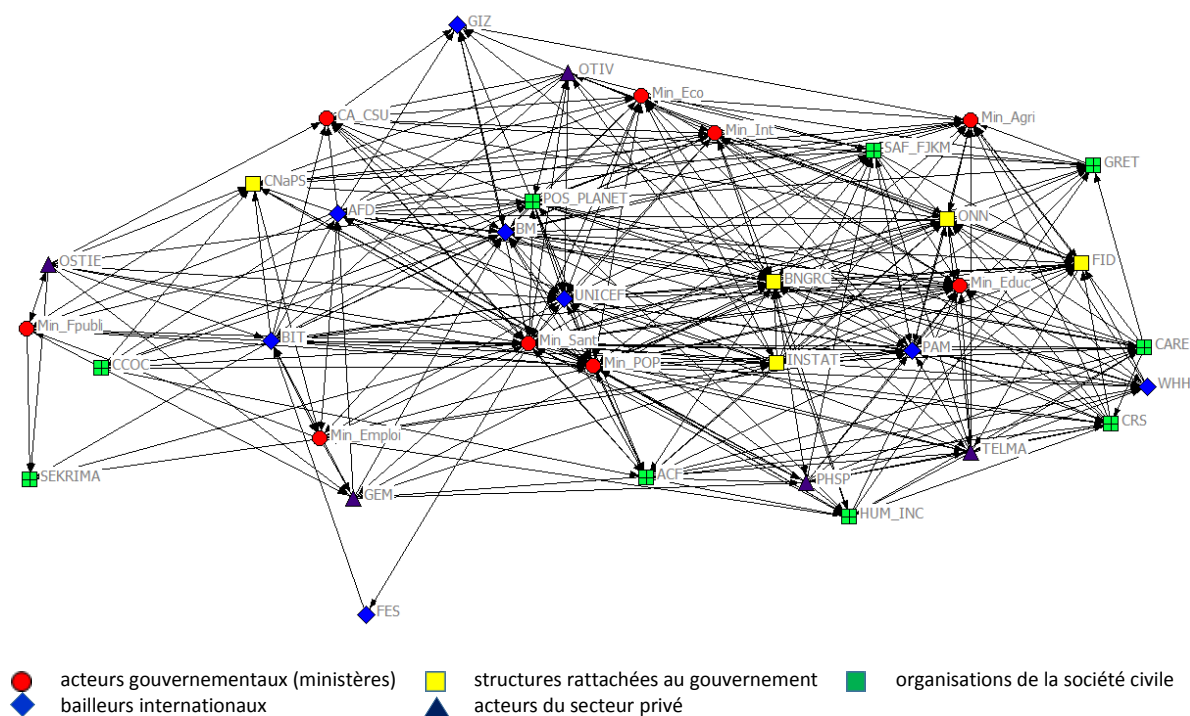 GIZ
OTIV
Min_Eco
CA_CSU
Min_Int
Min_Agri
SAF_FJKM
GRET
CNaPS
POS_PLANET
AFD
BM
ONN
OSTIE
FID
BNGRC
Min_Educ
UNICEF
Min_Fpubli
BIT
Min_Sant
PAM
CARE
CCOC
Min_POP
INSTAT
WHH
CRS
Min_Emploi
TELMA
SEKRIMA
ACF
PHSP
GEM
HUM_INC
FES
acteurs gouvernementaux (ministères) structures rattachées au gouvernement organisations de la société civile
bailleurs internationaux acteurs du secteur privé